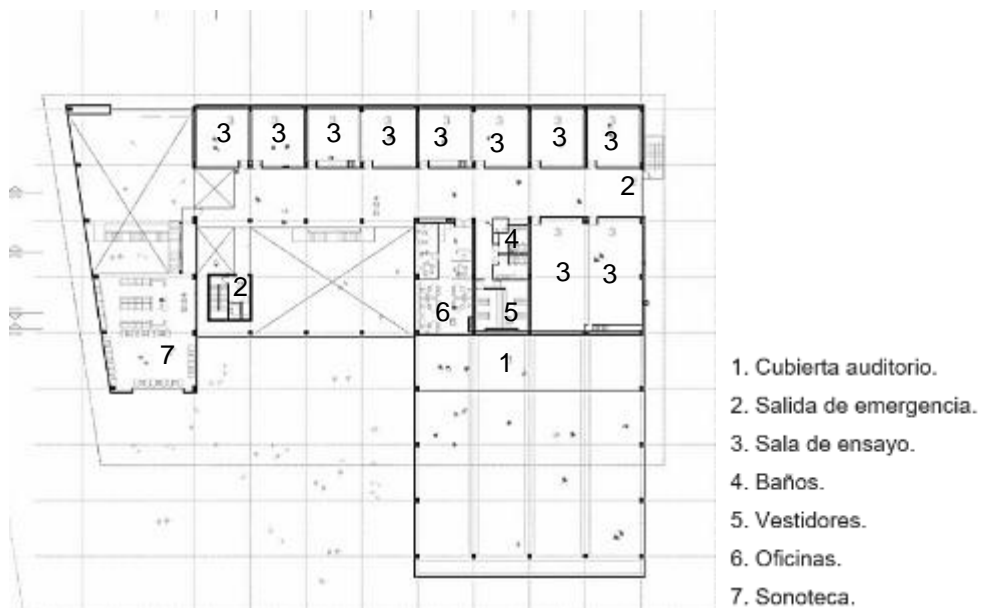 3 3 3 3 3 3 3 3
2
4
3 3
2
6 5
7 1
1. Cubierta auditorio.
2. Salida de emergencia.
3. Sala de ensayo.
4. Baños.
5. Vestidores.
6. Oficinas.
7. Sonoteca.